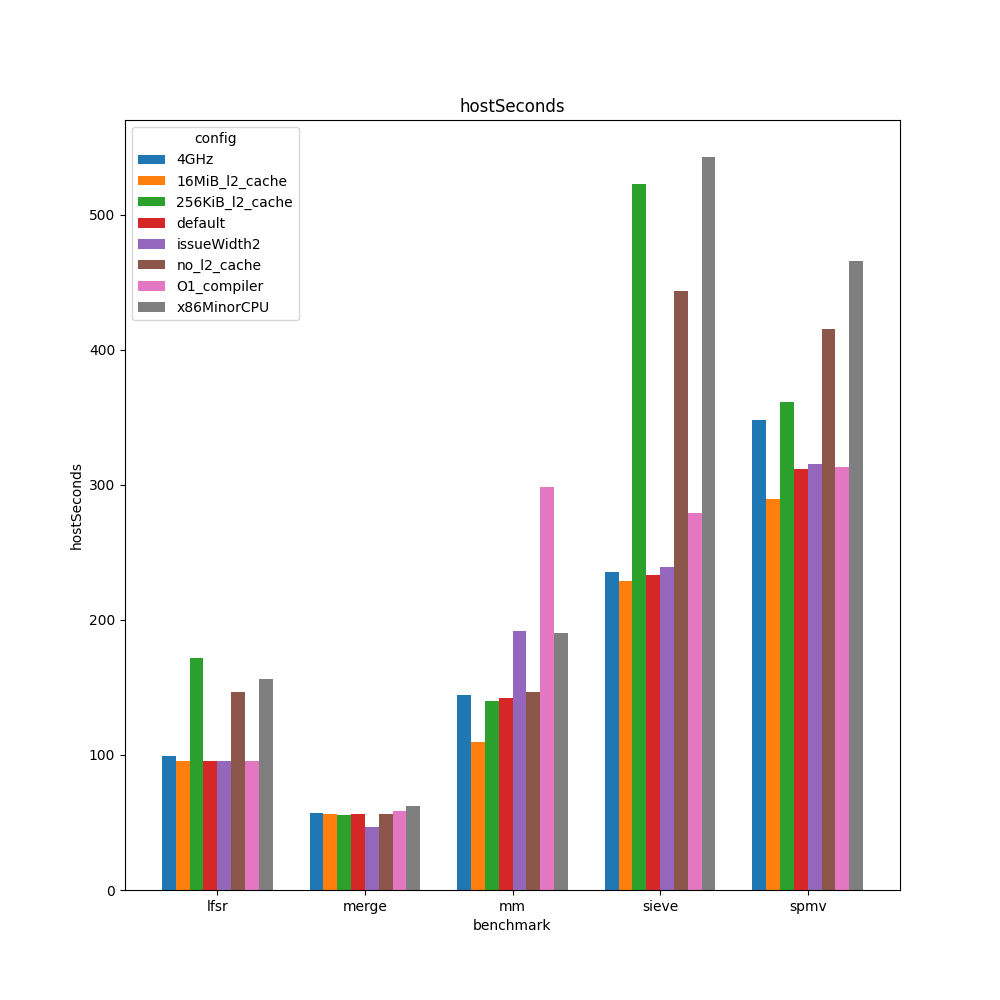 hostSeconds
config
4GHz
16MiB_l2_cache
256KiB_l2_cache
default
issueWidth2
no_l2_cache
O1_compiler
x86MinorCPU
500
400
300
200
100
0
hostSeconds
lfsr merge mm sieve spmv
benchmark